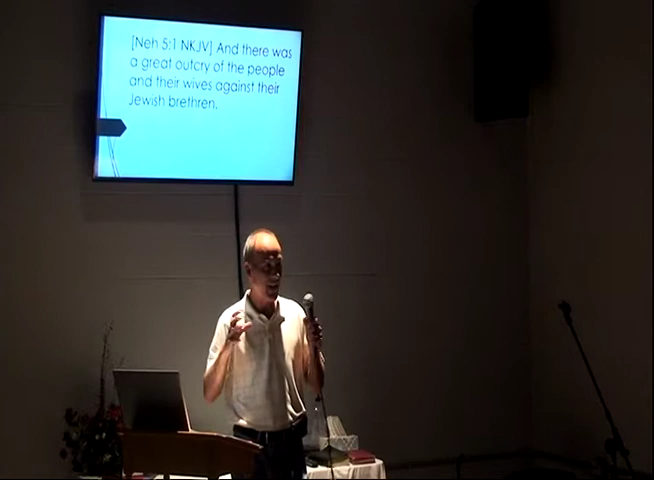 [Neh 5:1 NKJV] And there was
a great outcry of the people
and their wives against their
Jewish brethren.